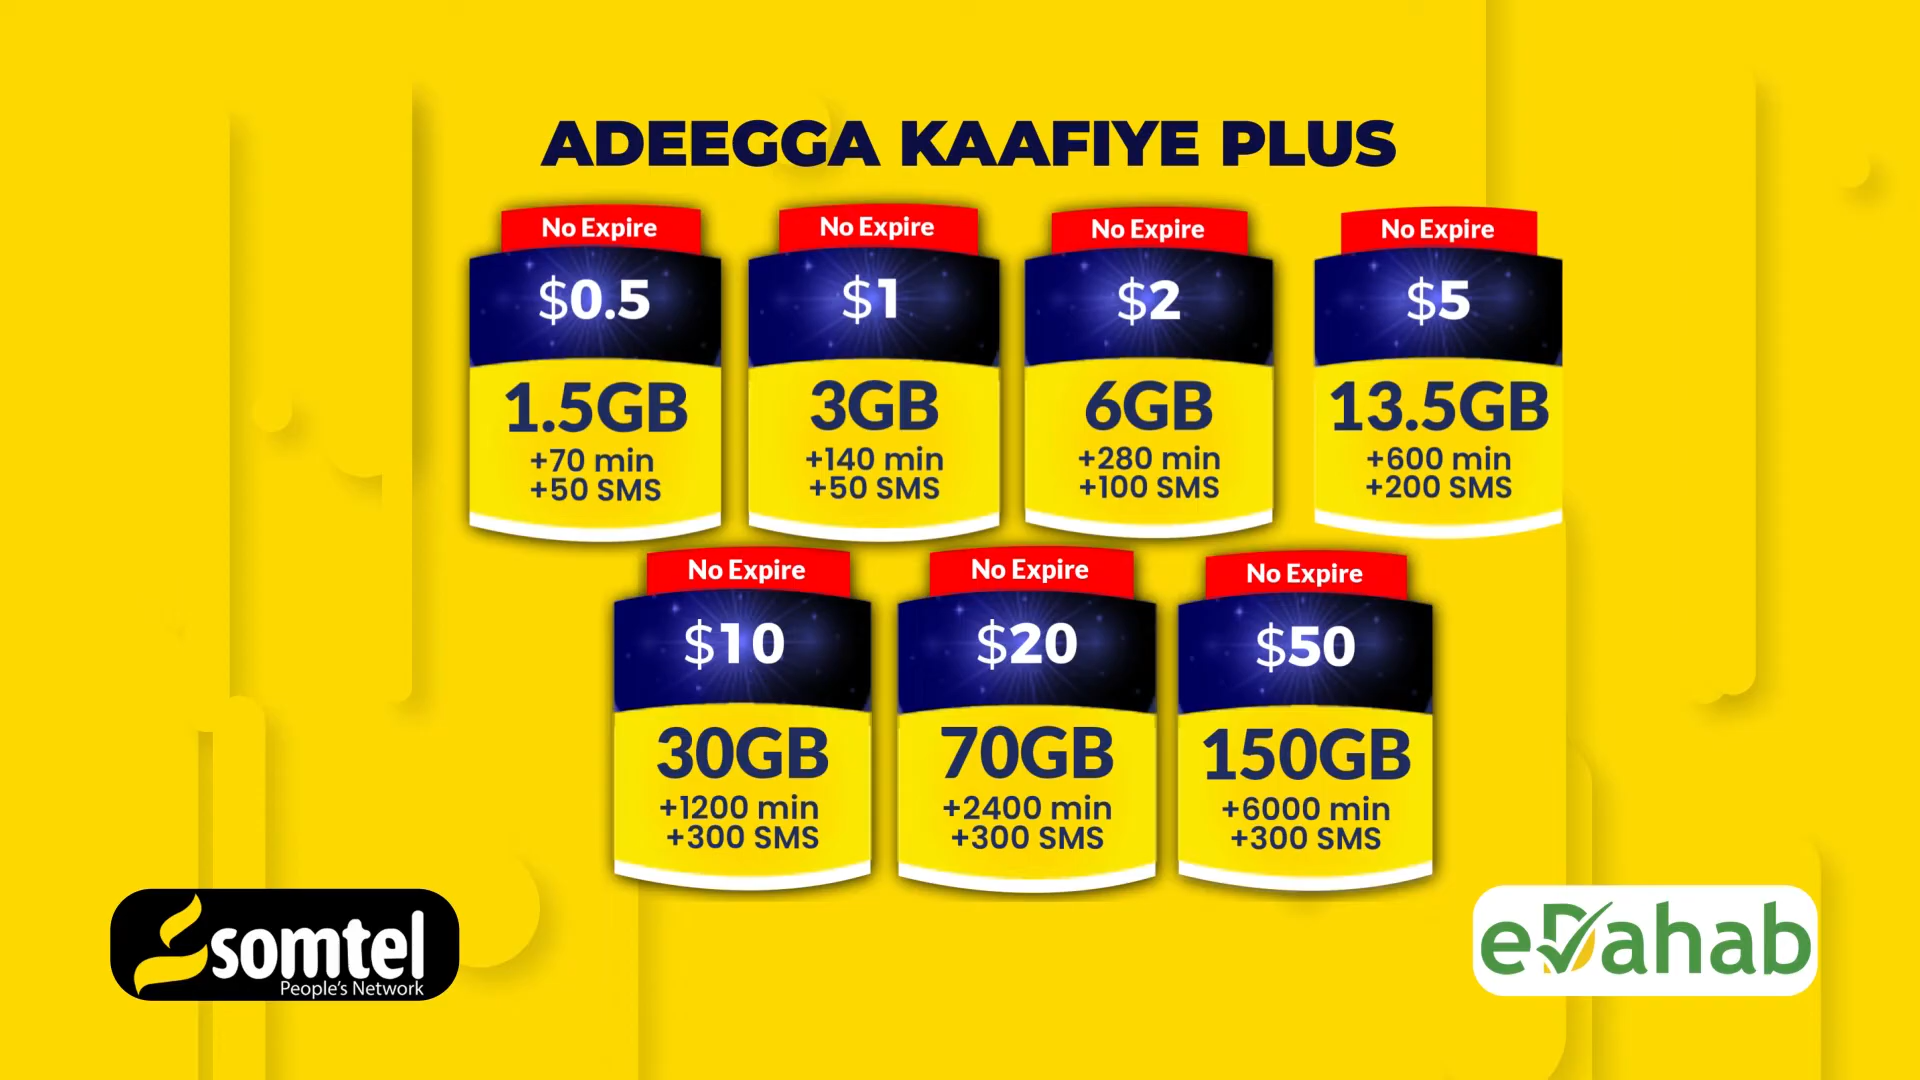 ADEEGGA KAAFIYE PLUS
No Expire
$0.5
1.5GB
+70 min
+50 SMS
No Expire
$1
3GB
+140 min
+50 SMS
No Expire
$2
6GB
+280 min
+100 SMS
No Expire
$5
13.5GB
+600 min
+200 SMS
No Expire
$10
30GB
+1200 min
+300 SMS
No Expire
$20
70GB
+2400 min
+300 SMS
No Expire
$50
150GB
+6000 min
+300 SMS
somtel
People's Network
eDahab